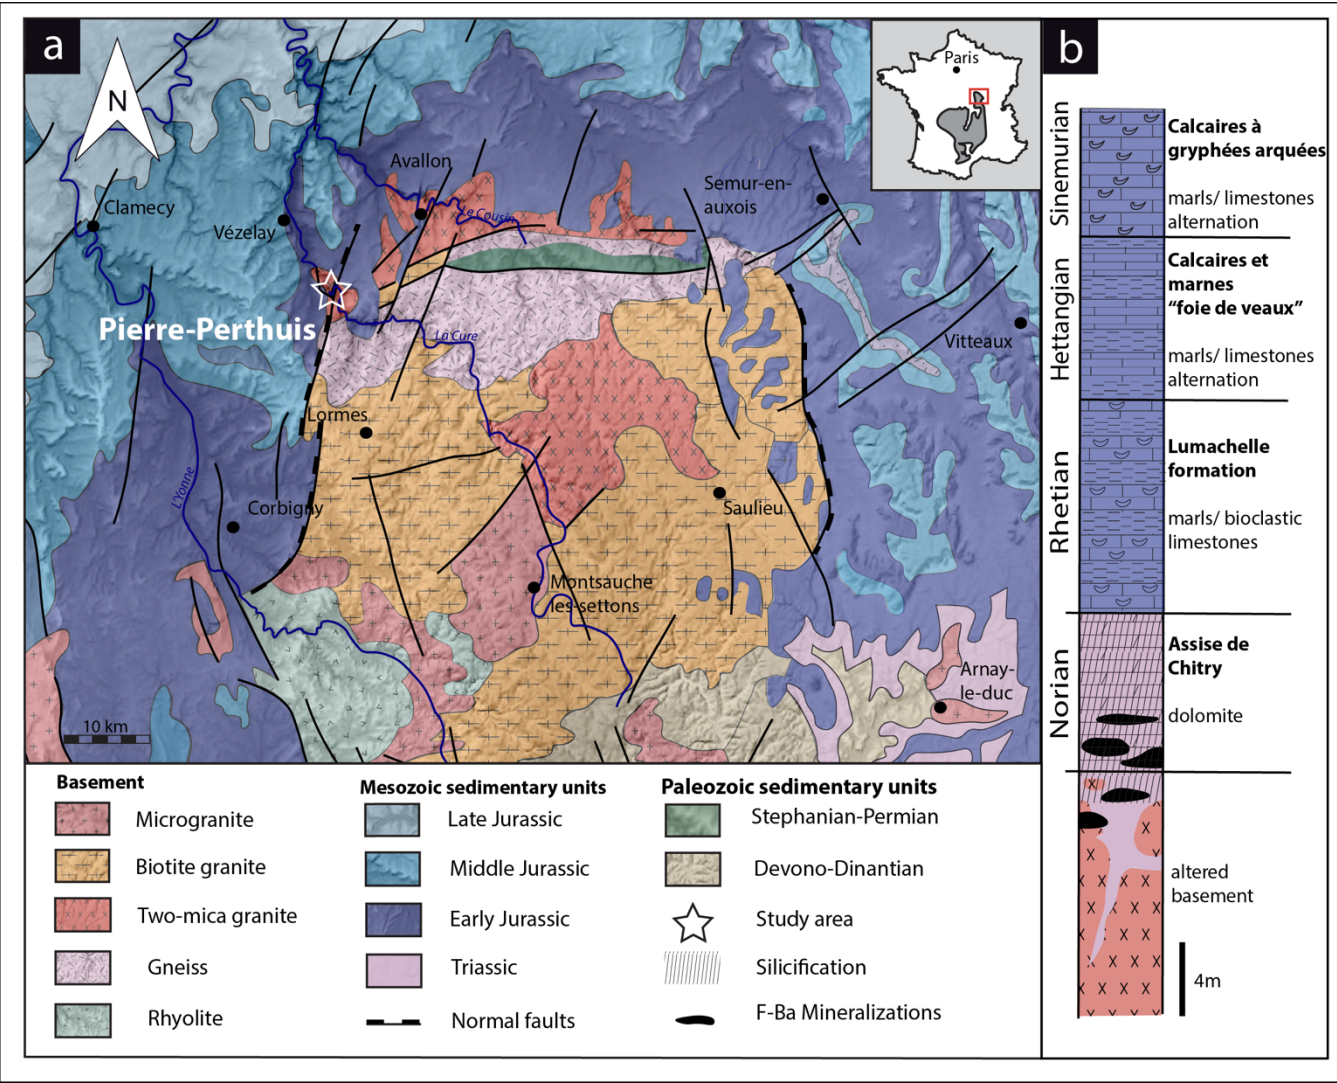 a
N
Paris
Avallon
Semur-en-
auxois
Clamecy
Le Cousin
Vézelay
Pierre-Perthuis
La Cure
Vitteaux
Lormes
L'Yonne
Corbigny
Saulieu
Montsauche
les-settons
Arnay-
le-duc
10 km
Basement
Microgranite
Biotite granite
Two-mica granite
Gneiss
Rhyolite
Mesozoic sedimentary units
Late Jurassic
Middle Jurassic
Early Jurassic
Triassic
Normal faults
Paleozoic sedimentary units
Stephanian-Permian
Devono-Dinantian
Study area
Silicification
F-Ba Mineralizations
b
Sinemurian
Calcaires à
gryphées arquées
marls/ limestones
alternation
Hettangian
Calcaires et
marnes
“foie de veaux”
marls/ limestones
alternation
Rhetian
Lumachelle
formation
marls/ bioclastic
limestones
Norian
Assise de
Chitry
dolomite
altered
basement
4m